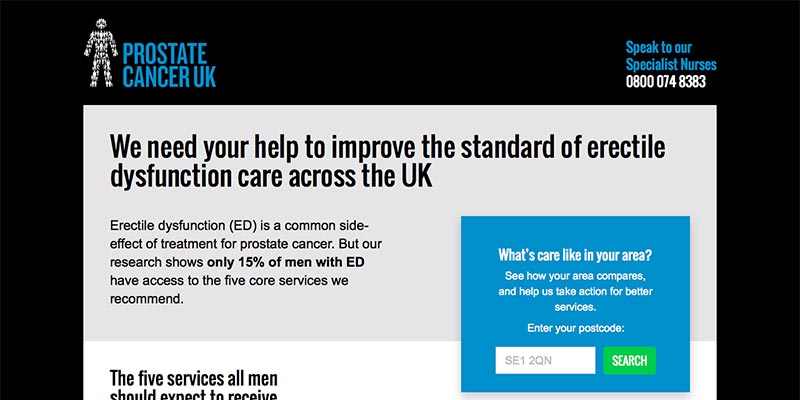 PROSTATE
CANCER UK
Speak to our
Specialist Nurses
0800 074 8383
We need your help to improve the standard of erectile
dysfunction care across the UK
Erectile dysfunction (ED) is a common side-
effect of treatment for prostate cancer. But our
research shows only 15% of men with ED
have access to the five core services we
recommend.
What's care like in your area?
See how your area compares,
and help us take action for better
services.
Enter your postcode:
SE1 2QN
SEARCH
The five services all men
should expect to receive